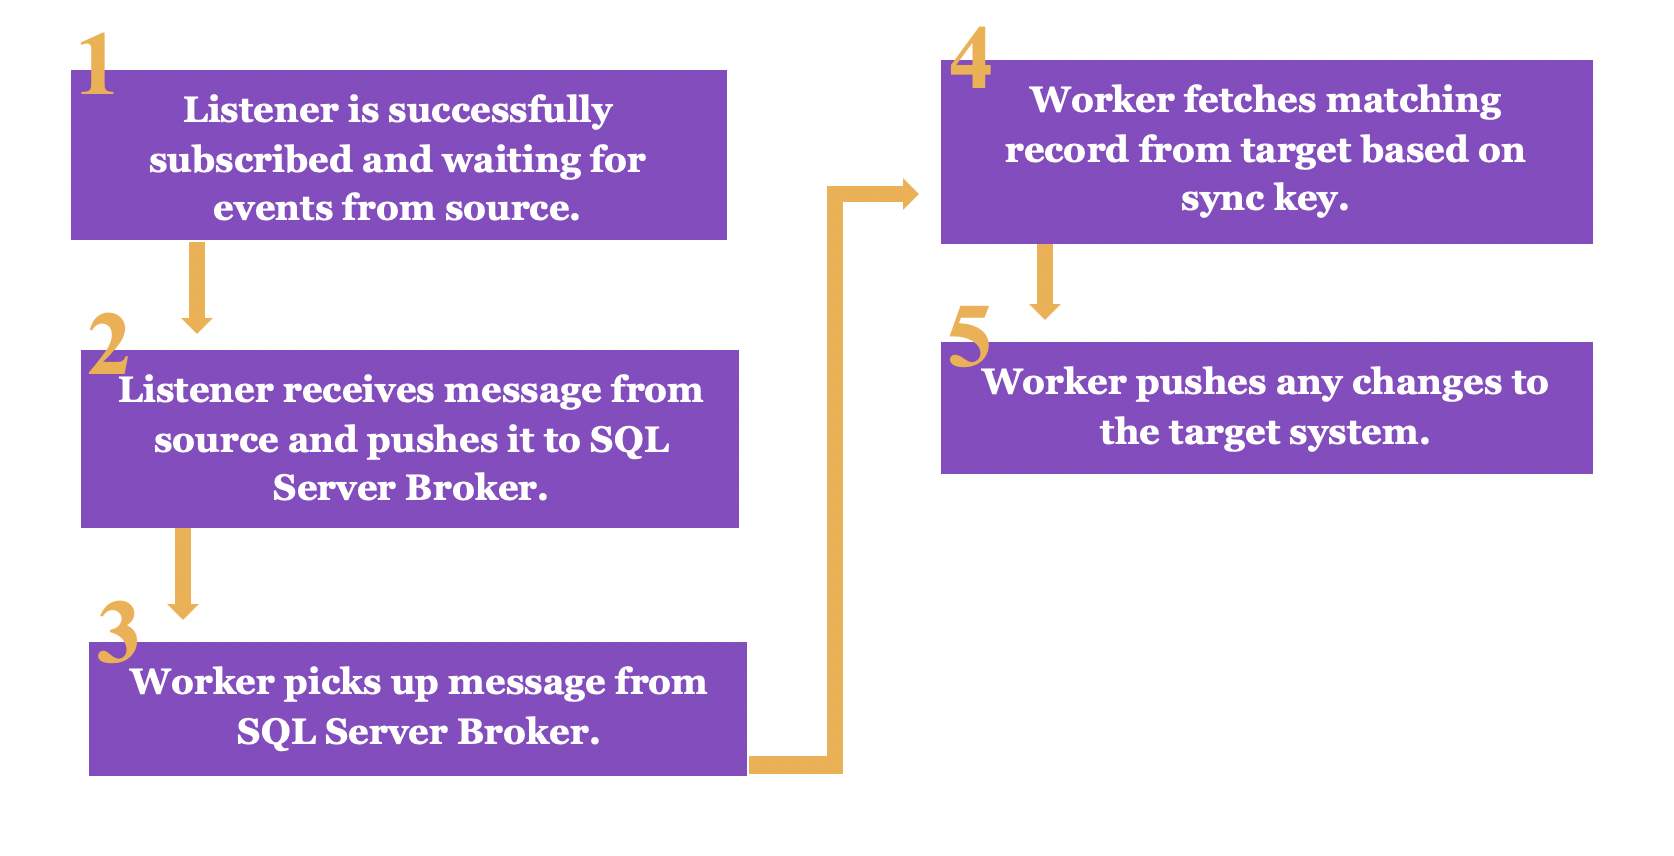 1
Listener is successfully
subscribed and waiting for
events from source.
2
Listener receives message from
source and pushes it to SQL
Server Broker.
3
Worker picks up message from
SQL Server Broker.
4
Worker fetches matching
record from target based on
sync key.
5
Worker pushes any changes to
the target system.